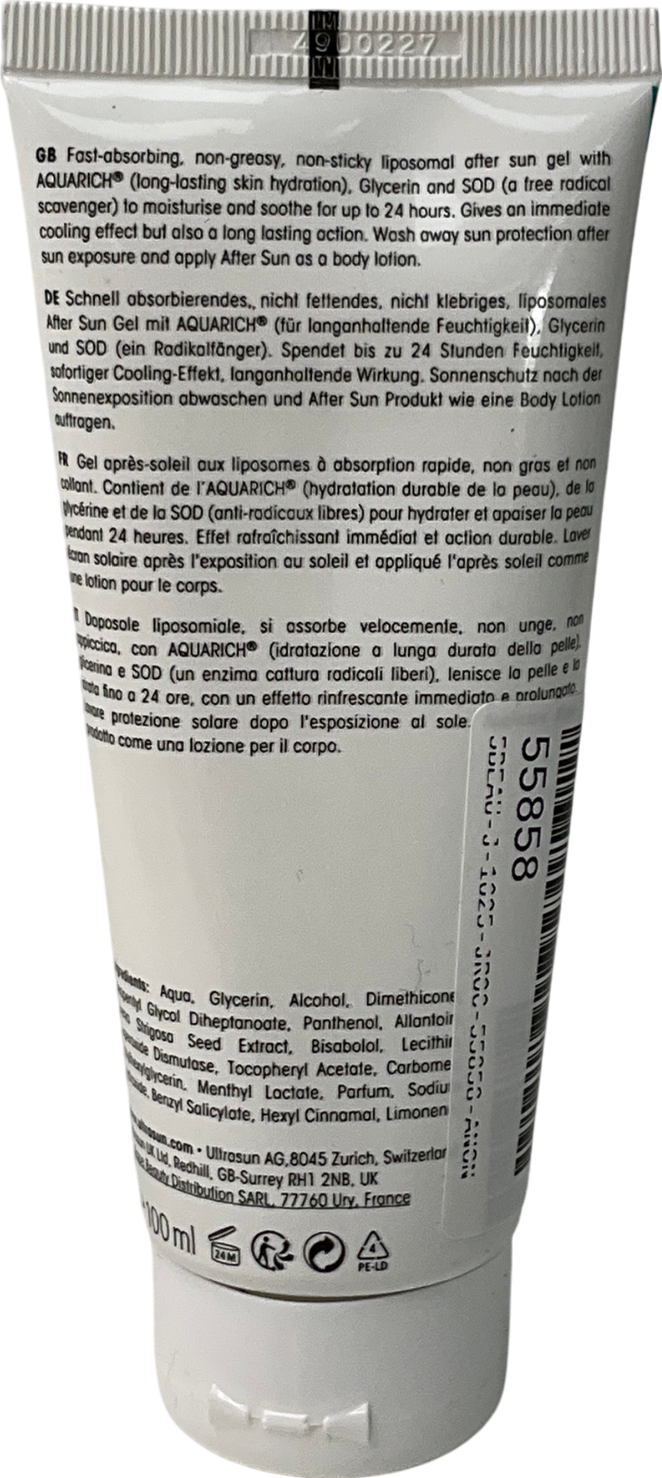 4900227
GB Fast-absorbing, non-greasy, non-sticky liposomal after sun gel with
AQUARICH® (long-lasting skin hydration), Glycerin and SOD (a free radical
scavenger) to moisturise and soothe for up to 24 hours. Gives an immediate
cooling effect but also a long lasting action. Wash away sun protection after
sun exposure and apply After Sun as a body lotion.
DE Schnell absorbierendes,, nicht fettendes, nicht klebriges, liposomales
After Sun Gel mit AQUARICH® (für langanhaltende Feuchtigkeit), Glycerin
und SOD (ein Radikalfänger). Spendet bis zu 24 Stunden Feuchtigkeit,
sofortiger Cooling-Effekt, langanhaltende Wirkung. Sonnenschutz nach der
Sonnenexposition abwaschen und After Sun Produkt wie eine Body Lotion
auftragen.
FR Gel après-soleil aux liposomes à absorption rapide, non gras et non
collant. Contient de l'AQUARICH® (hydratation durable de la peau), de la
glycérine et de la SOD (anti-radicaux libres) pour hydrater et apaiser la peau
pendant 24 heures. Effet rafraîchissant immédiat et action durable. Laver
écran solaire après l'exposition au soleil et appliqué l'après soleil comme
une lotion pour le corps.
Doposole liposomiale, si assorbe velocemente, non unge, non
appiccica, con AQUARICH® (idratazione a lunga durata della pelle),
glicerina e SOD (un enzima cattura radicali liberi), lenisce la pelle e la
fino a 24 ore, con un effetto rinfrescante immediato e prolungato.
protezione solare dopo l'esposizione al sole.
prodotto come una lozione per il corpo.
55858
Aqua, Glycerin, Alcohol, Dimethicone
Glycol Diheptanoate, Panthenol, Allantoin
Strigosa Seed Extract, Bisabolol, Lecithin
Dismutase, Tocopheryl Acetate, Carbome
Menthyl Lactate, Parfum, Sodiu
Benzyl Salicylate, Hexyl Cinnamal, Limonen
www.ultrasun.com • Ultrasun AG,8045 Zurich, Switzerlan
UK Ltd, Redhill, GB-Surrey RH1 2NB, UK
Beauty Distribution SARL, 77760 Ury, France
100ml 24M 4
PE-LD